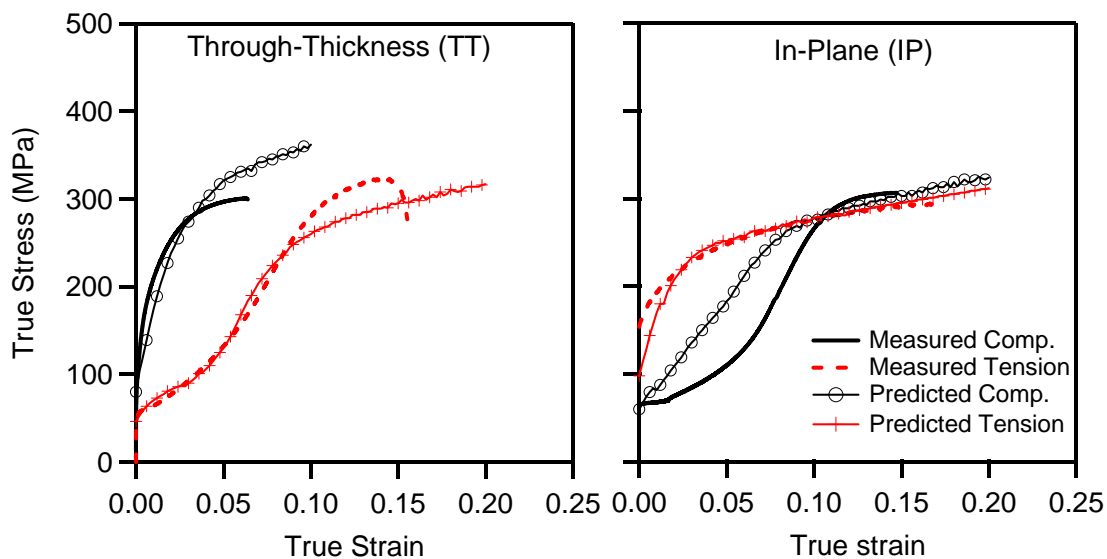 Through-Thickness (TT)
In-Plane (IP)
True Stress (MPa)
500
400
300
200
100
0
0.00 0.05 0.10 0.15 0.20 0.25
True Strain
Measured Comp.
Measured Tension
Predicted Comp.
Predicted Tension
0.00 0.05 0.10 0.15 0.20 0.25
True strain